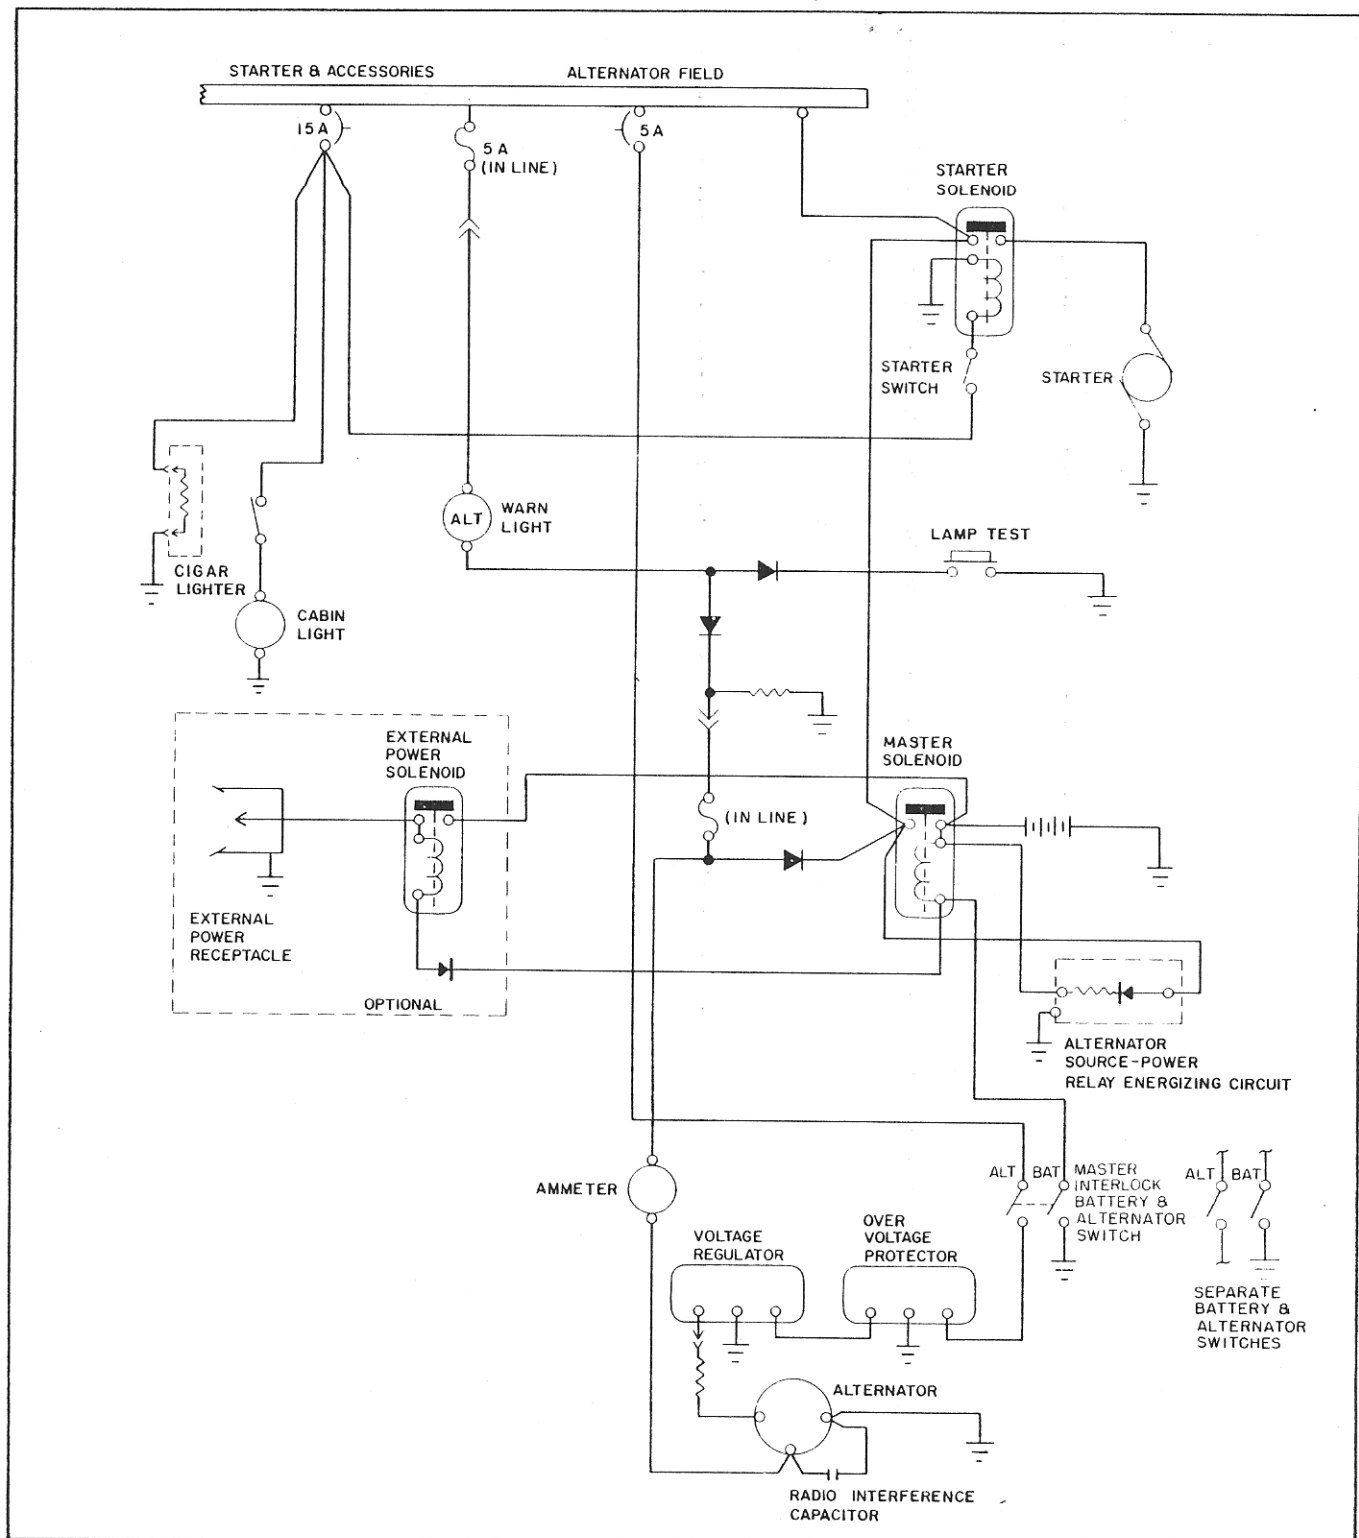 STARTER & ACCESSORIES
ALTERNATOR FIELD
15A
5A
(IN LINE)
5A
STARTER
SOLENOID
STARTER
SWITCH
STARTER
ALT
WARN
LIGHT
LAMP TEST
CIGAR
LIGHTER
CABIN
LIGHT
EXTERNAL
POWER
SOLENOID
MASTER
SOLENOID
(IN LINE)
EXTERNAL
POWER
RECEPTACLE
OPTIONAL
ALTERNATOR
SOURCE-POWER
RELAY ENERGIZING CIRCUIT
AMMETER
ALT BAT
MASTER
INTERLOCK
BATTERY &
ALTERNATOR
SWITCH
ALT BAT
VOLTAGE
REGULATOR
OVER
VOLTAGE
PROTECTOR
SEPARATE
BATTERY &
ALTERNATOR
SWITCHES
ALTERNATOR
RADIO INTERFERENCE
CAPACITOR